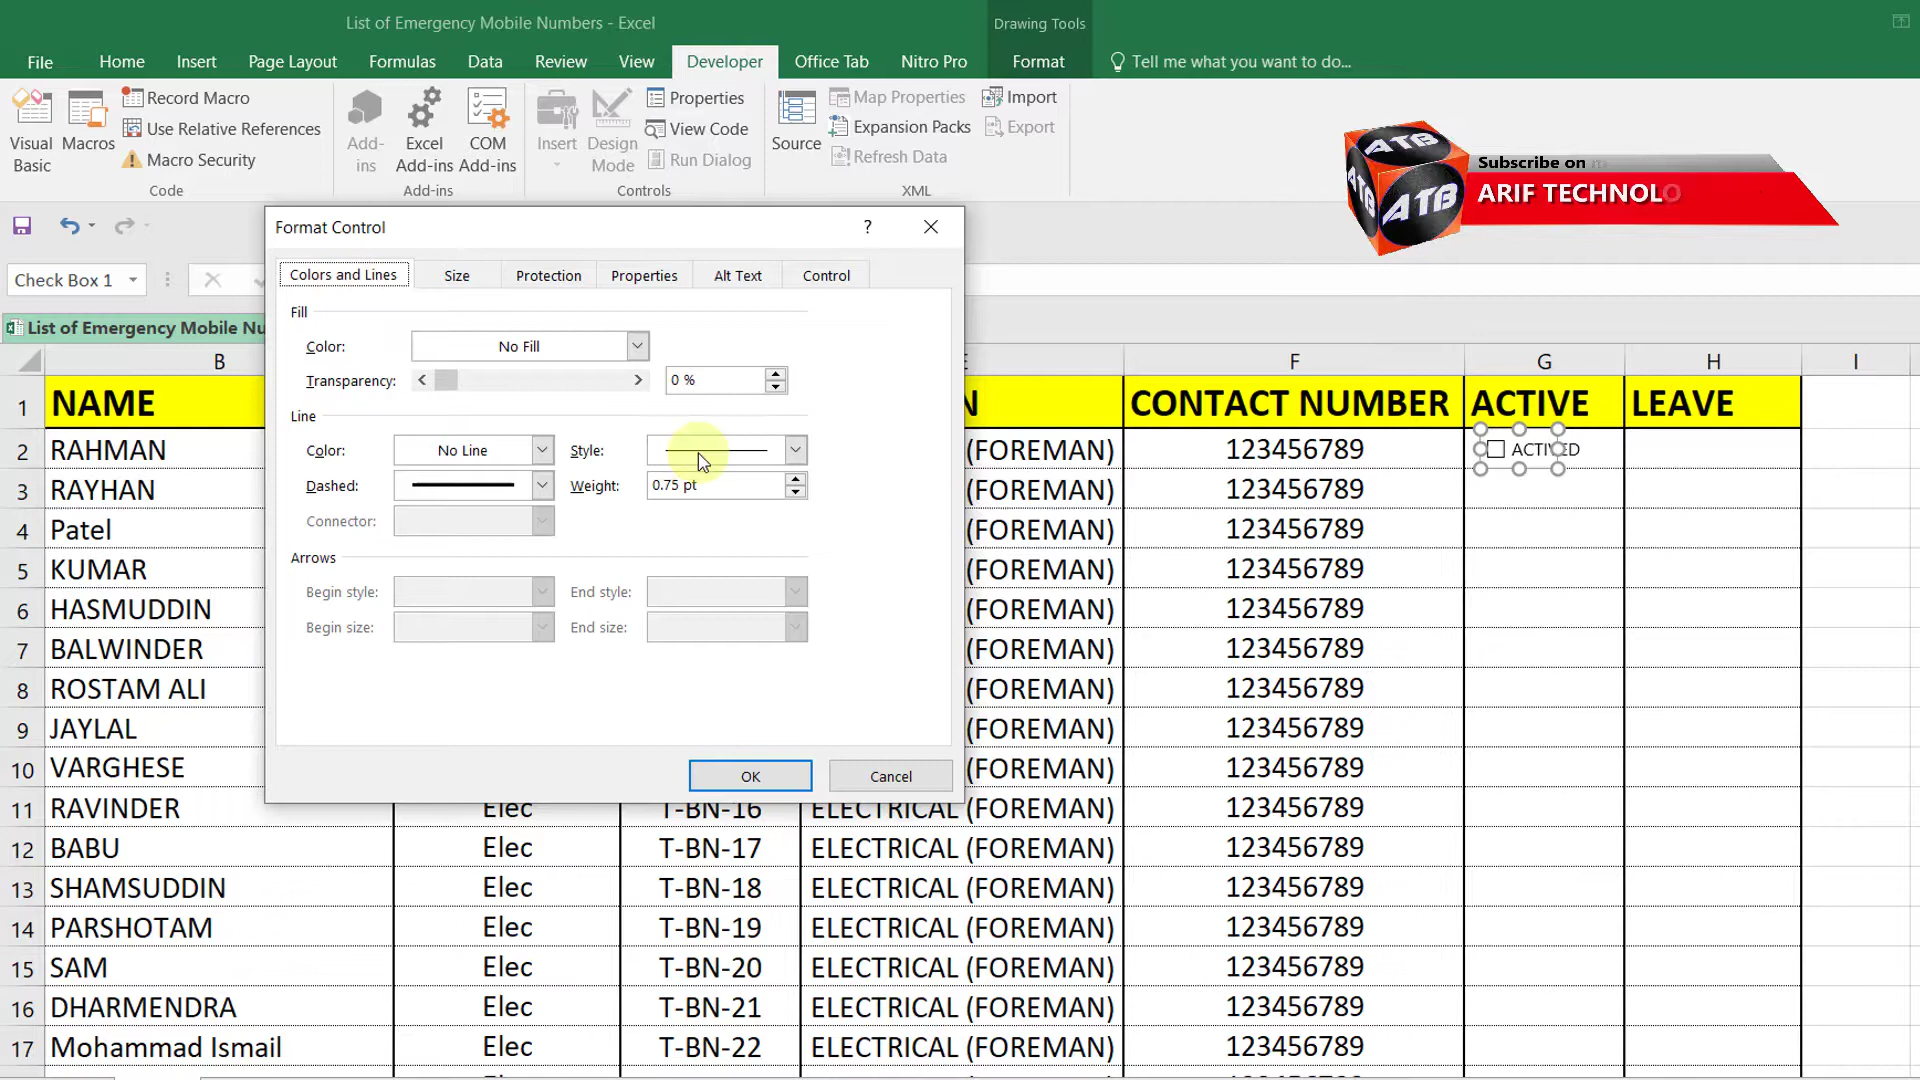 List of Emergency Mobile Numbers - Excel
Drawing Tools
File Home Insert Page Layout Formulas Data Review View Developer Office Tab Nitro Pro Format Tell me what you want to do...
Visual Basic
Macros
Record Macro
Use Relative References
Macro Security
Code
Add-ins
Excel Add-ins
COM Add-ins
Add-ins
Insert
Design Mode
Properties
View Code
Run Dialog
Controls
Source
Map Properties
Expansion Packs
Refresh Data
Import
Export
XML
ATB
ATB
ATB
Subscribe on
ARIF TECHNOLO
Check Box 1
List of Emergency Mobile Nu
Format Control
?
Colors and Lines Size Protection Properties Alt Text Control
Fill
Color: No Fill
Transparency: 0 %
Line
Color: No Line Style:
Dashed: Weight: 0.75 pt
Connector:
Arrows
Begin style: End style:
Begin size: End size:
OK Cancel
B E F G H I
1 NAME N CONTACT NUMBER ACTIVE LEAVE
2 RAHMAN (FOREMAN) 123456789 ACTIVED
3 RAYHAN (FOREMAN) 123456789
4 Patel (FOREMAN) 123456789
5 KUMAR (FOREMAN) 123456789
6 HASMUDDIN (FOREMAN) 123456789
7 BALWINDER (FOREMAN) 123456789
8 ROSTAM ALI (FOREMAN) 123456789
9 JAYLAL (FOREMAN) 123456789
10 VARGHESE (FOREMAN) 123456789
11 RAVINDER Elec T-BN-16 ELECTRICAL (FOREMAN) 123456789
12 BABU Elec T-BN-17 ELECTRICAL (FOREMAN) 123456789
13 SHAMSUDDIN Elec T-BN-18 ELECTRICAL (FOREMAN) 123456789
14 PARSHOTAM Elec T-BN-19 ELECTRICAL (FOREMAN) 123456789
15 SAM Elec T-BN-20 ELECTRICAL (FOREMAN) 123456789
16 DHARMENDRA Elec T-BN-21 ELECTRICAL (FOREMAN) 123456789
17 Mohammad Ismail Elec T-BN-22 ELECTRICAL (FOREMAN) 123456789